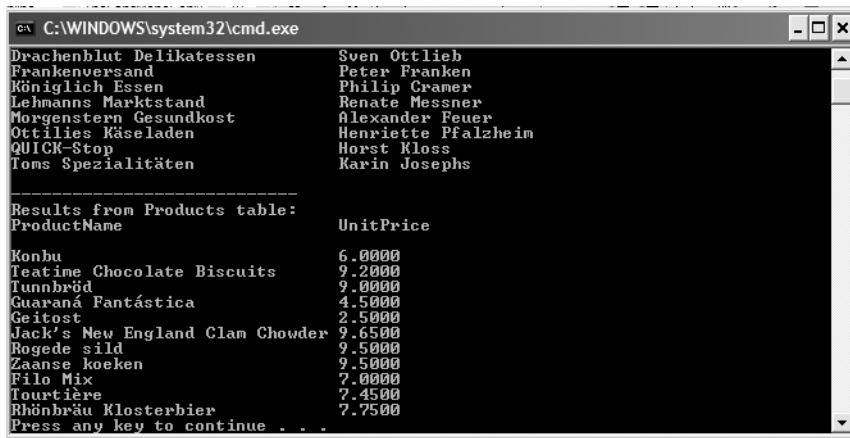 C:\WINDOWS\system32\cmd.exe
Drachenblut Delikatessen Sven Ottlieb
Frankenversand Peter Franken
Königlich Essen Philip Cramer
Lehmanns Marktstand Renate Messner
Morgenstern Gesundkost Alexander Feuer
Ottilies Käseladen Henriette Pfalzheim
QUICK-Stop Horst Kloss
Toms Spezialitäten Karin Josephs
-----------------------------
Results from Products table:
ProductName UnitPrice
Konbu 6.0000
Teatime Chocolate Biscuits 9.2000
Tunnbröd 9.0000
Guaraná Fantástica 4.5000
Geitost 2.5000
Jack's New England Clam Chowder 9.6500
Rogede sild 9.5000
Zaanse koeken 9.5000
Filo Mix 7.0000
Tourtière 7.4500
Rhönbräu Klosterbier 7.7500
Press any key to continue . . .